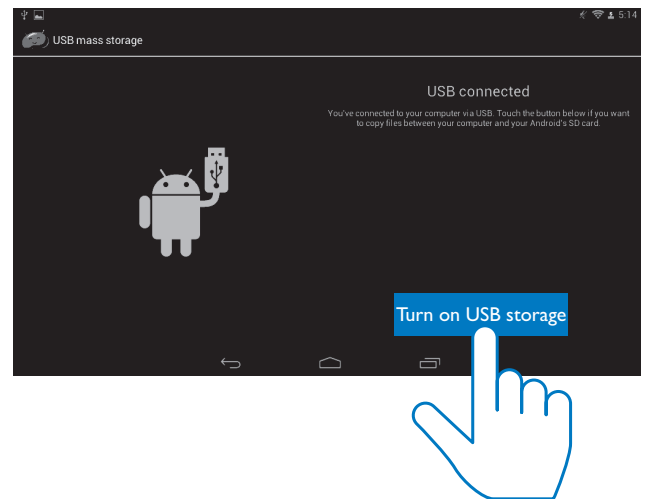 5:14
USB mass storage
USB connected
You've connected to your computer via USB. Touch the button below if you want
to copy files between your computer and your Android's SD card.
Turn on USB storage